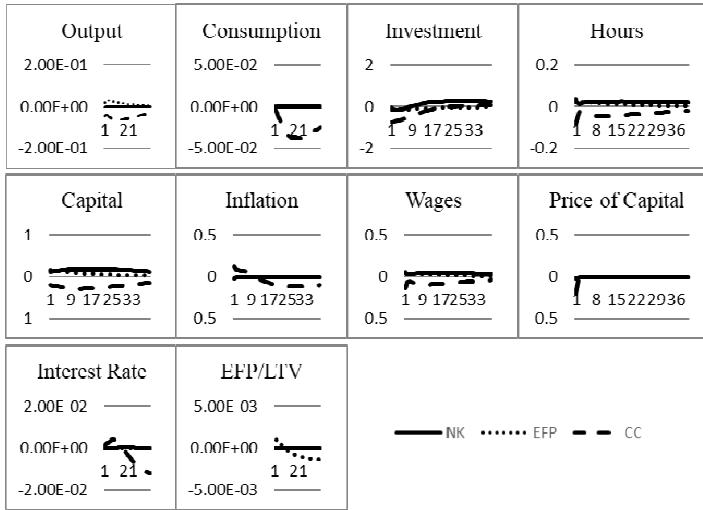 Output
2.00E-01
0.00F+00
-2.00E-01
1 21
Consumption
5.00E-02
0.00F+00
-5.00E-02
1 21
Investment
2
0
-2
1 9 17 25 33
Hours
0.2
0
-0.2
1 8 15 22 29 36
Capital
1
0
1
1 9 17 25 33
Inflation
0.5
0
0.5
1 9 17 25 33
Wages
0.5
0
0.5
1 9 17 25 33
Price of Capital
0.5
0
0.5
1 8 15 22 29 36
Interest Rate
2.00E 02
0.00F+00
-2.00E-02
1 21
EFP/LTV
5.00E 03
0.00F+00
-5.00E-03
1 21
NK EFP CC